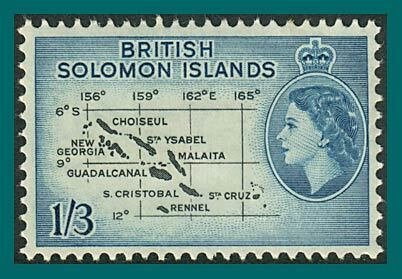 BRITISH
SOLOMON ISLANDS
156° 159° 162°E 165°
6°S
CHOISEUL
STA YSABEL
NEW
GEORGIA
MALAITA
9°
GUADALCANAL
S. CRISTOBAL
STA CRUZ
RENNEL
12°
1/3